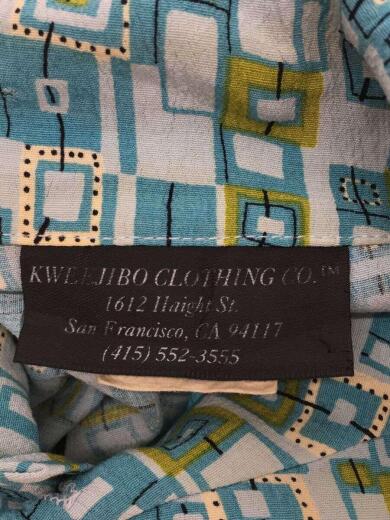 KWEEJIBO CLOTHING CO.™
1612 Haight St.
San Francisco, CA 94117
(415) 552-3555